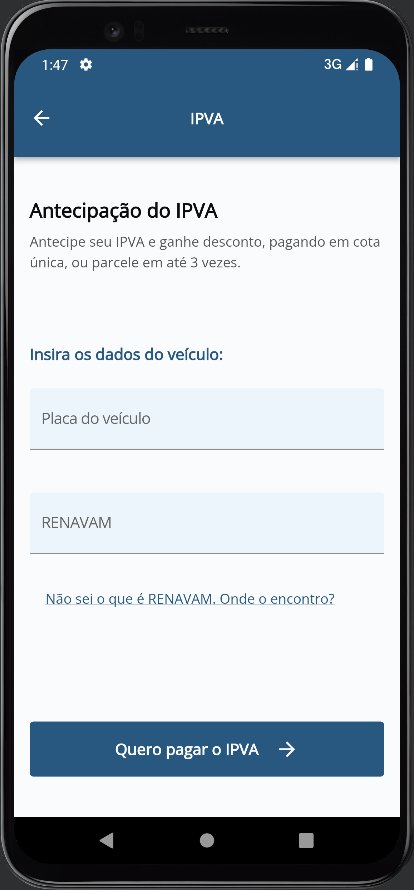 1:47 3G
IPVA
Antecipação do IPVA
Antecipe seu IPVA e ganhe desconto, pagando em cota
única, ou parcele em até 3 vezes.
Insira os dados do veículo:
Placa do veículo
RENAVAM
Não sei o que é RENAVAM. Onde o encontro?
Quero pagar o IPVA